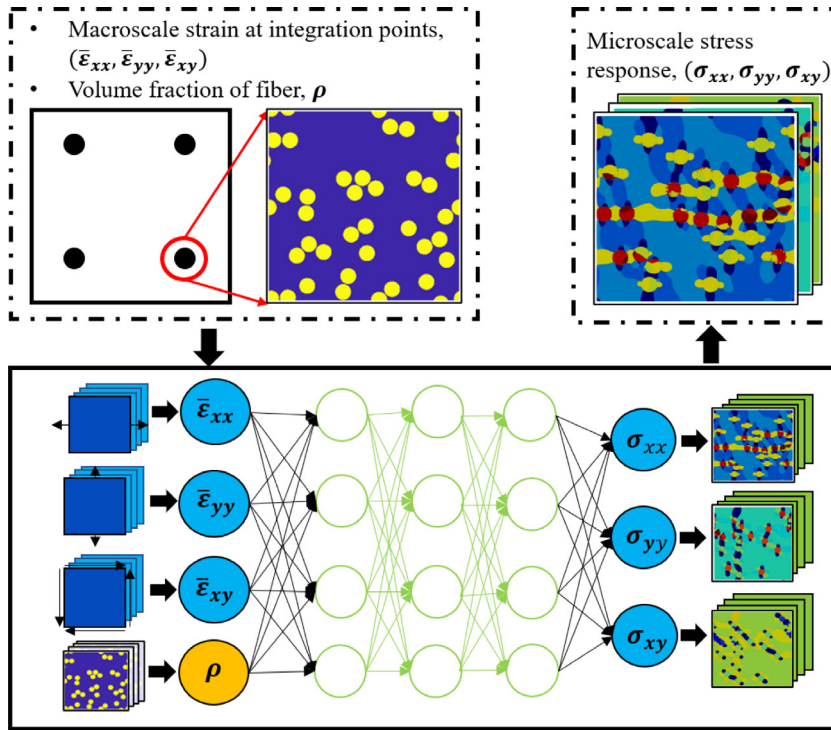 • Macroscale strain at integration points,
(ε̄xx, ε̄yy, ε̄xy)
• Volume fraction of fiber, ρ
Microscale stress
response, (σxx, σyy, σxy)
ε̄xx
ε̄yy
ε̄xy
ρ
σxx
σyy
σxy